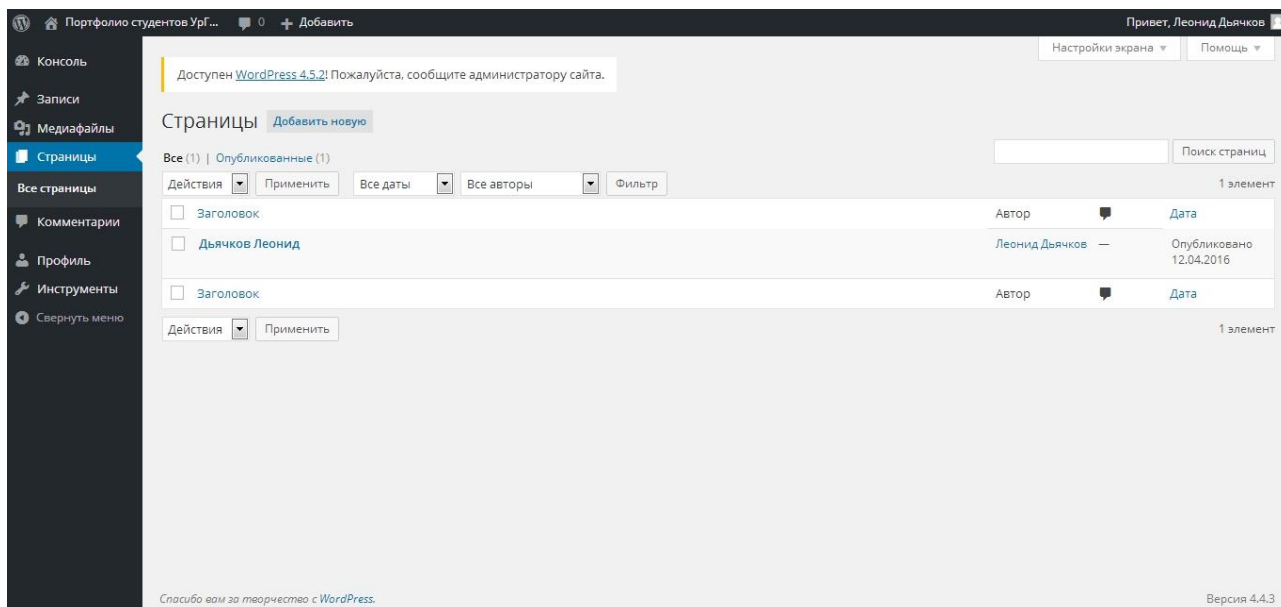 Портфолио студентов УрГ... 0 + Добавить Привет, Леонид Дьячков
Консоль
Записи
Медиафайлы
Страницы
Все страницы
Комментарии
Профиль
Инструменты
Свернуть меню
Настройки экрана Помощь
Доступен WordPress 4.5.2! Пожалуйста, сообщите администратору сайта.
Страницы Добавить новую
Все (1) | Опубликованные (1) Поиск страниц
Действия Применить Все даты Все авторы Фильтр 1 элемент
Заголовок Автор Дата
Дьячков Леонид Леонид Дьячков — Опубликовано
12.04.2016
Заголовок Автор Дата
Действия Применить 1 элемент
Спасибо вам за творчество с WordPress. Версия 4.4.3